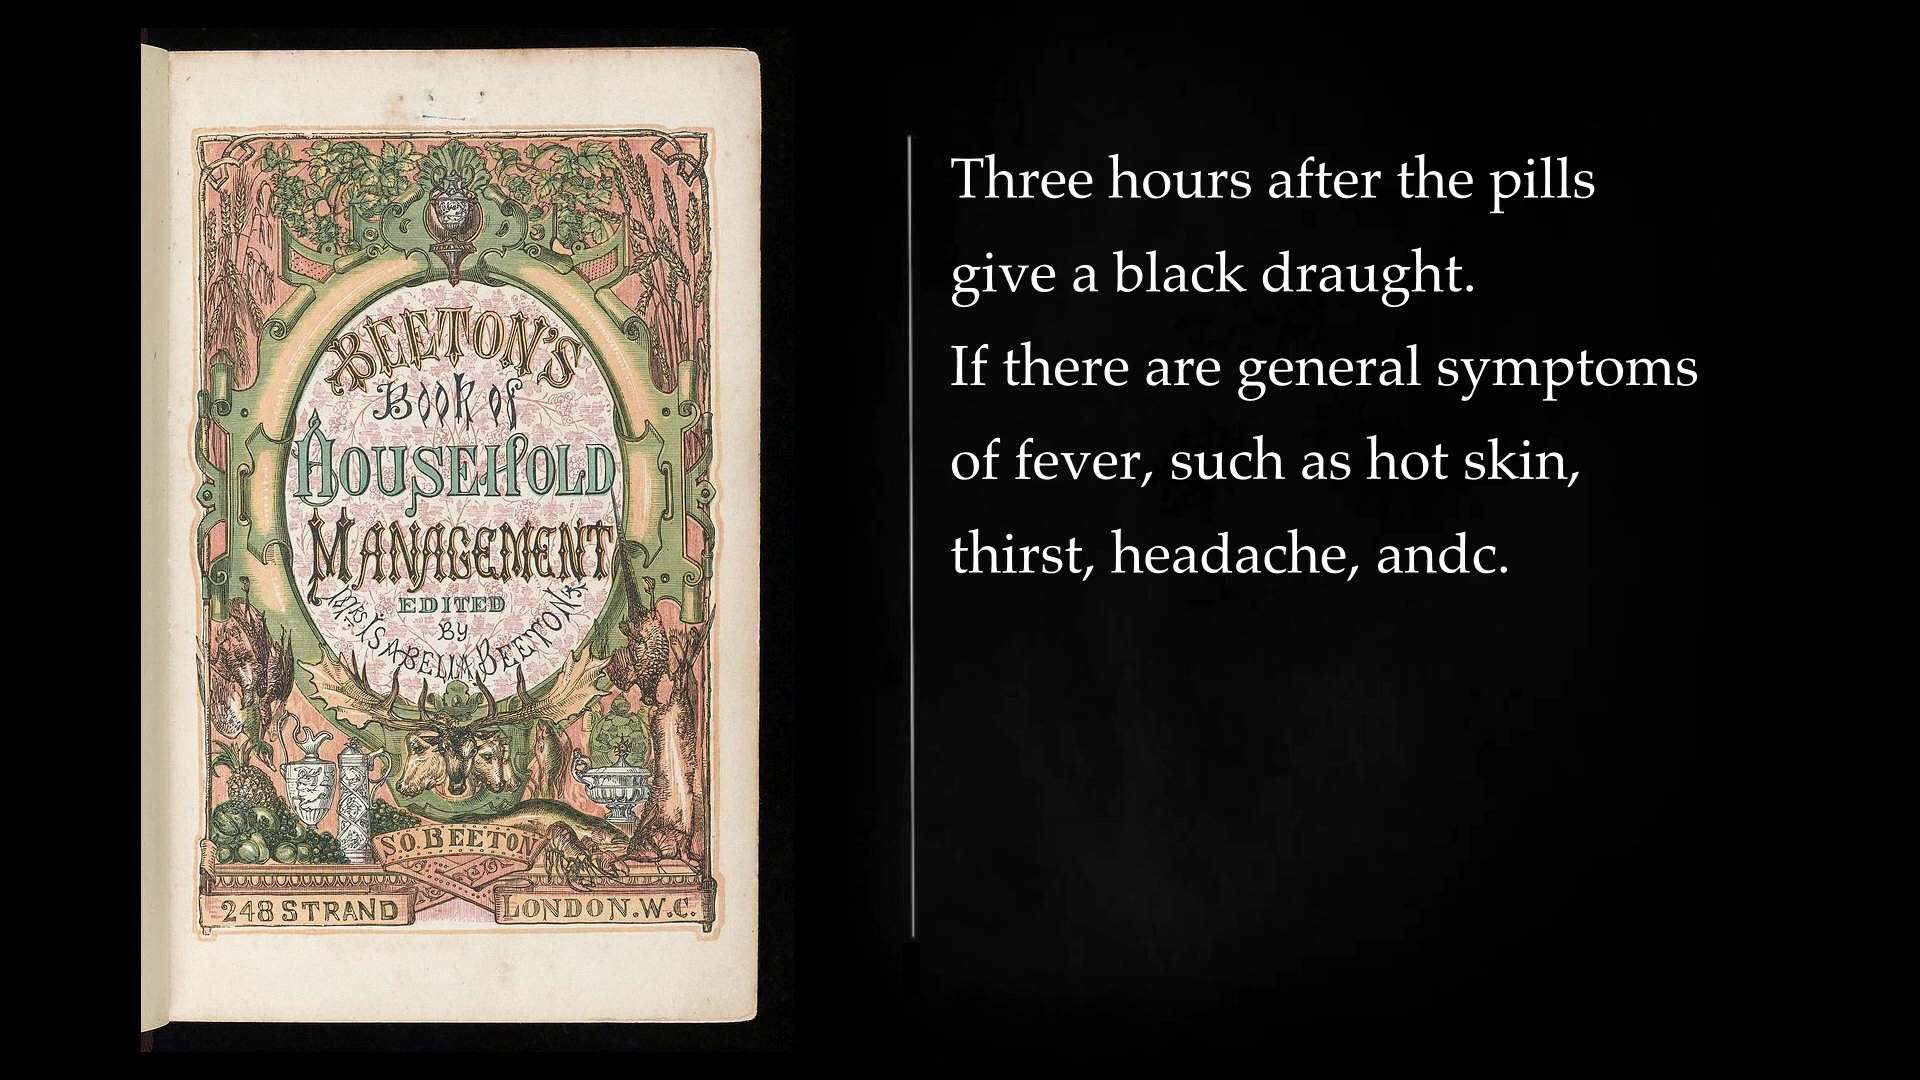 BEETON'S
Book of
HOUSEHOLD
MANAGEMENT
EDITED
BY
MRS ISABELLA BEETON
S.O. BEETON
248 STRAND
LONDON. W.C.
Three hours after the pills
give a black draught.
If there are general symptoms
of fever, such as hot skin,
thirst, headache, andc.